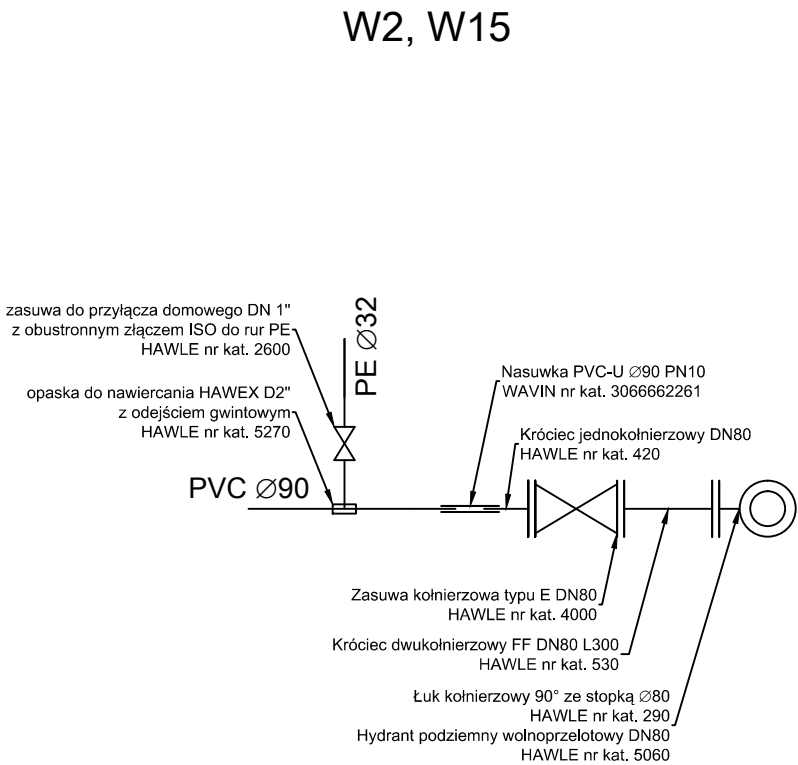 W2, W15
zasuwa do przyłącza domowego DN 1"
z obustronnym złączem ISO do rur PE
HAWLE nr kat. 2600
PE Ø32
opaska do nawiercania HAWEX D2"
z odejściem gwintowym
HAWLE nr kat. 5270
Nasuwka PVC-U Ø90 PN10
WAVIN nr kat. 3066662261
Króciec jednokołnierzowy DN80
HAWLE nr kat. 420
PVC Ø90
Zasuwa kołnierzowa typu E DN80
HAWLE nr kat. 4000
Króciec dwukołnierzowy FF DN80 L300
HAWLE nr kat. 530
Łuk kołnierzowy 90° ze stopką Ø80
HAWLE nr kat. 290
Hydrant podziemny wolnoprzelotowy DN80
HAWLE nr kat. 5060